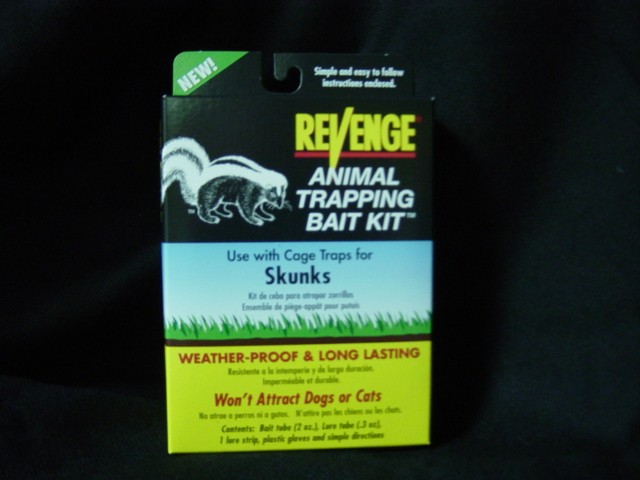 NEW!
Simple and easy to follow
instructions enclosed.
REVENGE®
ANIMAL
TRAPPING
BAIT KIT™
TM
Use with Cage Traps for
Skunks
Kit de cebo para atrapar zorrillos
Ensemble de piège-appât pour putois
WEATHER-PROOF & LONG LASTING
Resistente a la intemperie y de larga duración.
Imperméable et durable.
Won't Attract Dogs or Cats
No atrae a perros ni a gatos. N'attire pas les chiens ou les chats.
Contents: Bait tube (2 oz.), Lure tube (.3 oz),
1 lure strip, plastic gloves and simple directions